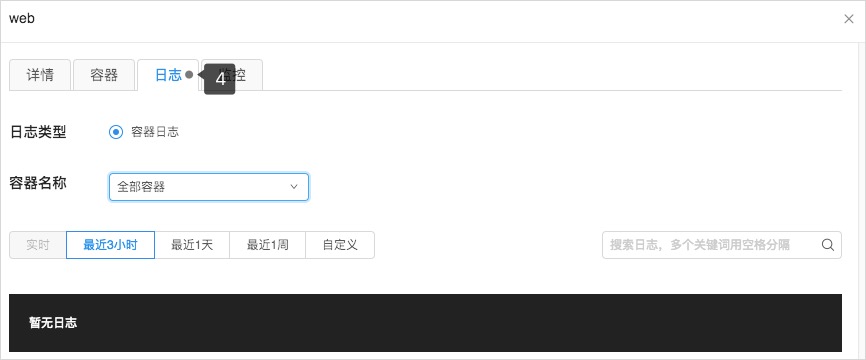 web
详情 容器 日志 4 监控
日志类型 容器日志
容器名称 全部容器
实时 最近3小时 最近1天 最近1周 自定义 搜索日志，多个关键词用空格分隔
暂无日志